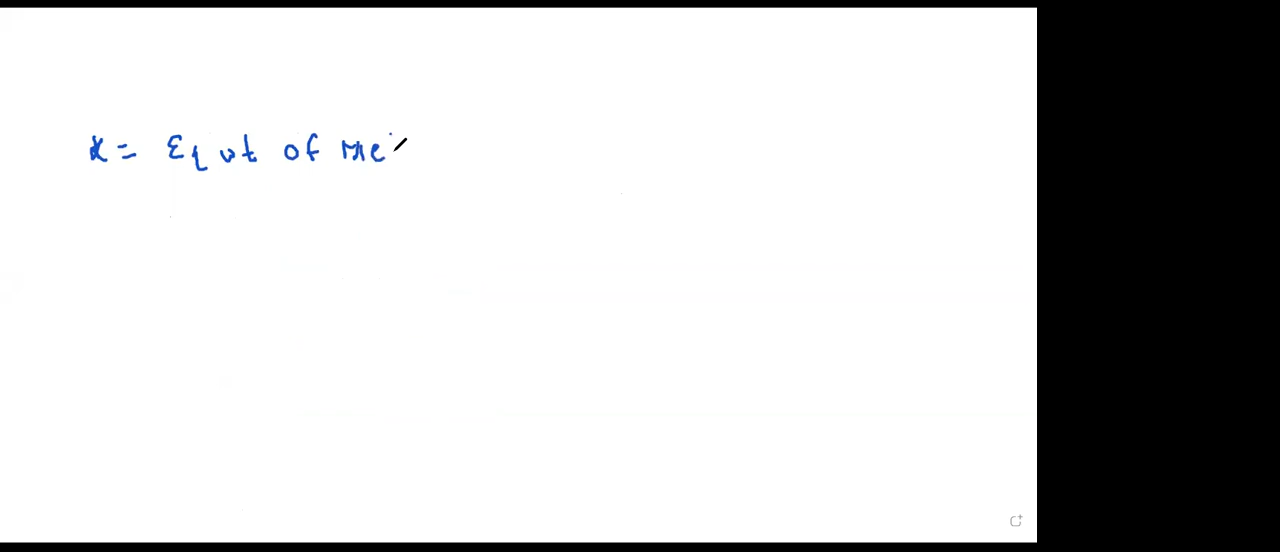 x = Eq wt of me